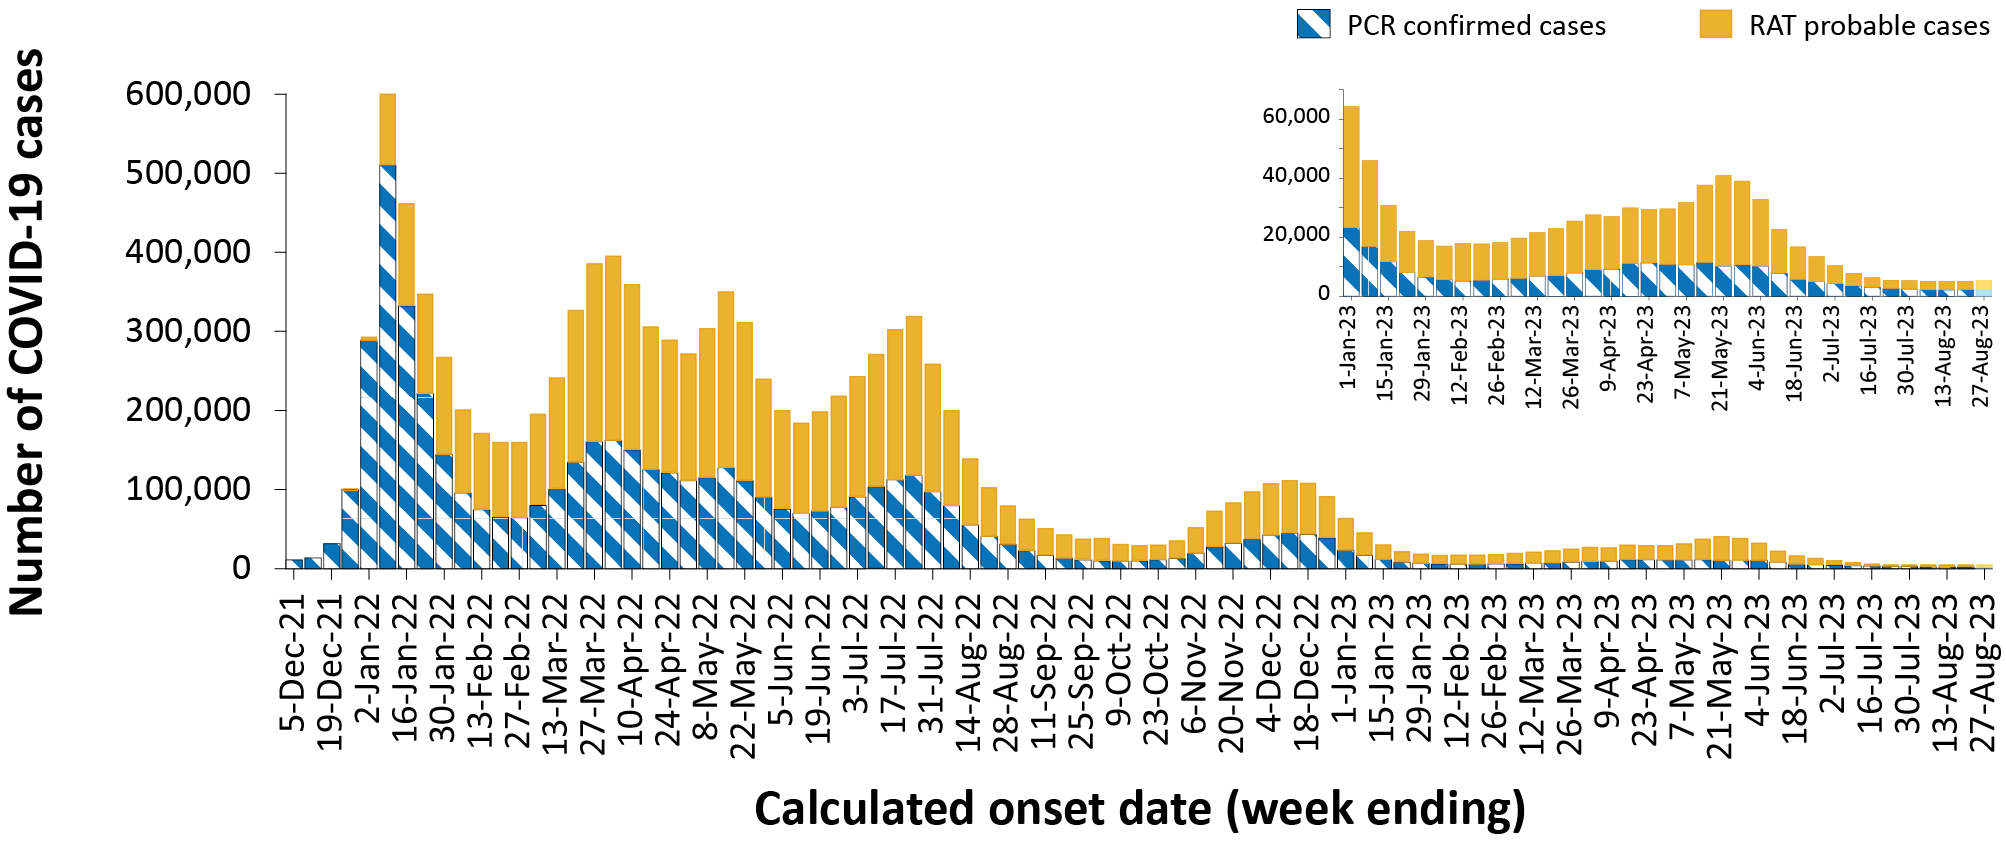 PCR confirmed cases
RAT probable cases
Number of COVID-19 cases
600,000
500,000
400,000
300,000
200,000
100,000
0
5-Dec-21
19-Dec-21
2-Jan-22
16-Jan-22
30-Jan-22
13-Feb-22
27-Feb-22
13-Mar-22
27-Mar-22
10-Apr-22
24-Apr-22
8-May-22
22-May-22
5-Jun-22
19-Jun-22
3-Jul-22
17-Jul-22
31-Jul-22
14-Aug-22
28-Aug-22
11-Sep-22
25-Sep-22
9-Oct-22
23-Oct-22
6-Nov-22
20-Nov-22
4-Dec-22
18-Dec-22
1-Jan-23
15-Jan-23
29-Jan-23
12-Feb-23
26-Feb-23
12-Mar-23
26-Mar-23
9-Apr-23
23-Apr-23
7-May-23
21-May-23
4-Jun-23
18-Jun-23
2-Jul-23
16-Jul-23
30-Jul-23
13-Aug-23
27-Aug-23
Calculated onset date (week ending)
60,000
40,000
20,000
0
1-Jan-23
15-Jan-23
29-Jan-23
12-Feb-23
26-Feb-23
12-Mar-23
26-Mar-23
9-Apr-23
23-Apr-23
7-May-23
21-May-23
4-Jun-23
18-Jun-23
2-Jul-23
16-Jul-23
30-Jul-23
13-Aug-23
27-Aug-23